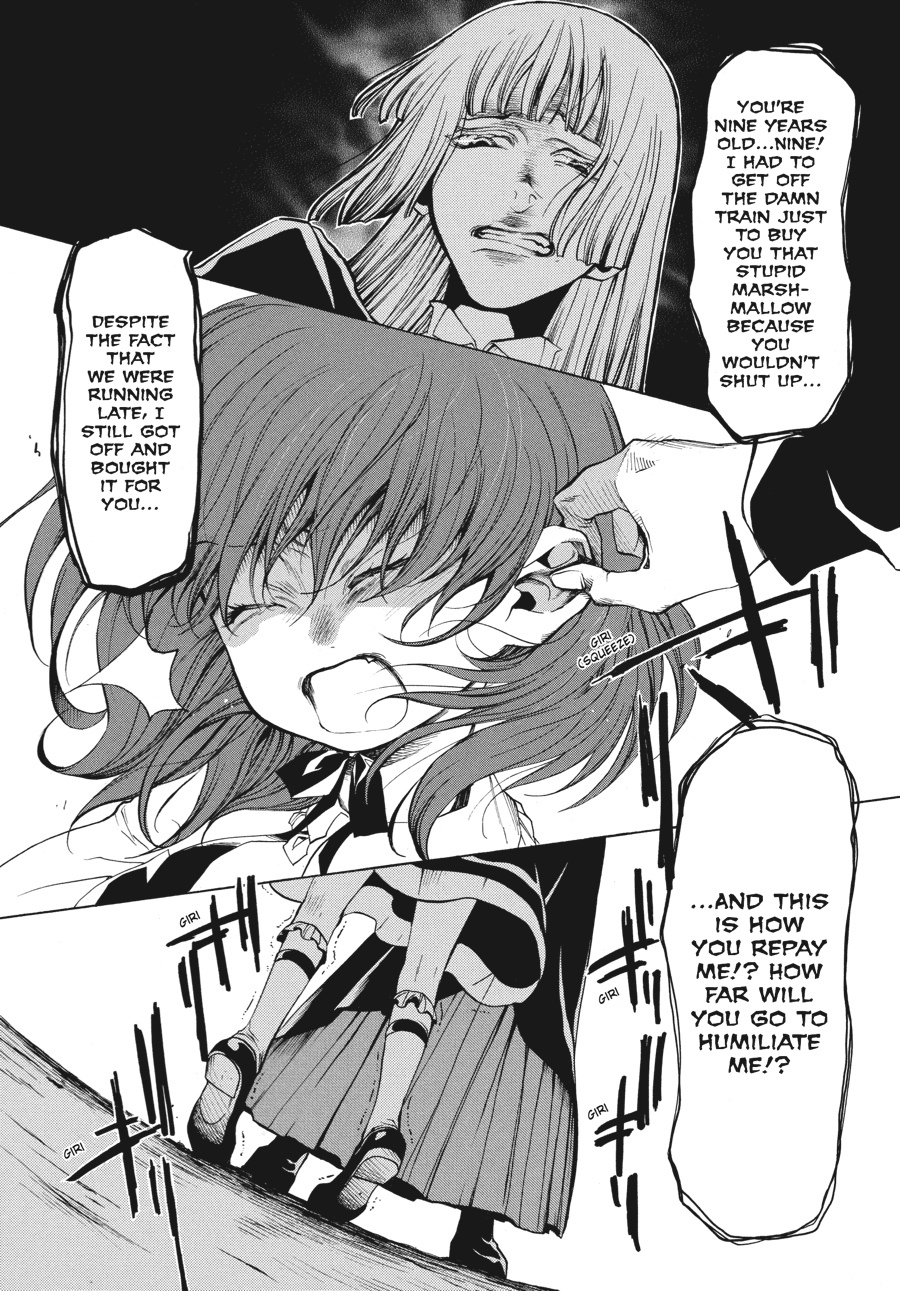 YOU'RE
NINE YEARS
OLD...NINE!
I HAD TO
GET OFF
THE DAMN
TRAIN JUST
TO BUY
YOU THAT
STUPID
MARSH-
MALLOW
BECAUSE
YOU
WOULDN'T
SHUT UP...
DESPITE
THE FACT
THAT
WE WERE
RUNNING
LATE, I
STILL GOT
OFF AND
BOUGHT
IT FOR
YOU...
GIRI
(SQUEEZE)
...AND THIS
IS HOW
YOU REPAY
ME!? HOW
FAR WILL
YOU GO TO
HUMILIATE
ME!?
GIRI
GIRI
GIRI
GIRI